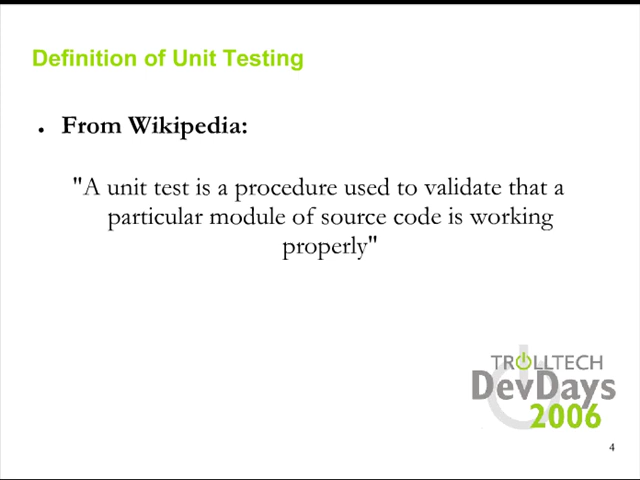 Definition of Unit Testing
• From Wikipedia:
"A unit test is a procedure used to validate that a
particular module of source code is working
properly"
TROLLTECH
DevDays
2006
4